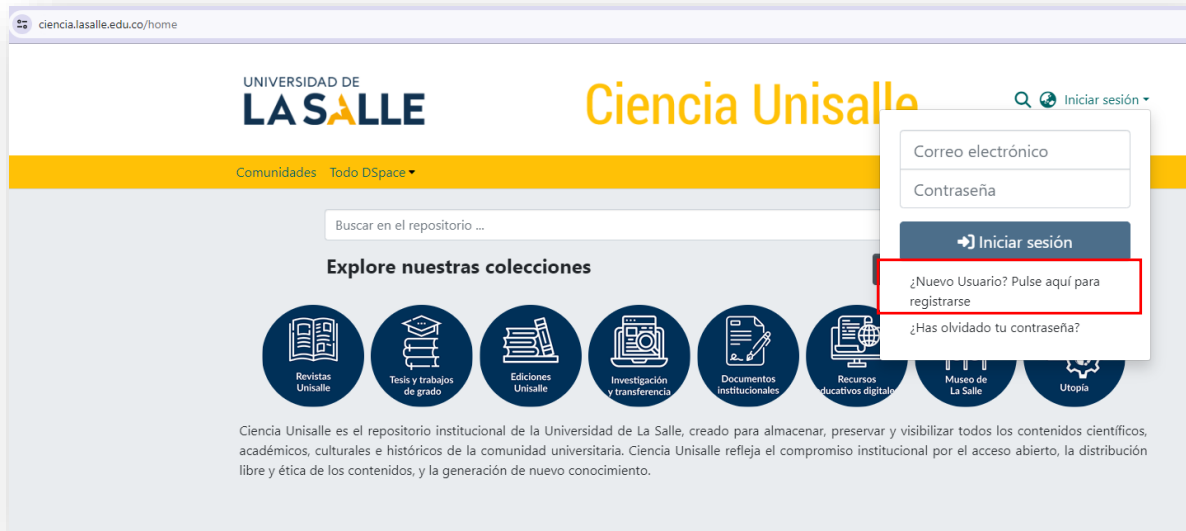 ciencia.lasalle.edu.co/home
UNIVERSIDAD DE
LA SALLE
Ciencia Unisalle
Iniciar sesión
Correo electrónico
Contraseña
Iniciar sesión
¿Nuevo Usuario? Pulse aquí para
registrarse
¿Has olvidado tu contraseña?
Comunidades Todo DSpace
Buscar en el repositorio ...
Explore nuestras colecciones
Revistas
Unisalle
Tesis y trabajos
de grado
Ediciones
Unisalle
Investigación
y transferencia
Documentos
institucionales
Recursos
educativos digitale
Museo de
La Salle
Utopía
Ciencia Unisalle es el repositorio institucional de la Universidad de La Salle, creado para almacenar, preservar y visibilizar todos los contenidos científicos,
académicos, culturales e históricos de la comunidad universitaria. Ciencia Unisalle refleja el compromiso institucional por el acceso abierto, la distribución
libre y ética de los contenidos, y la generación de nuevo conocimiento.